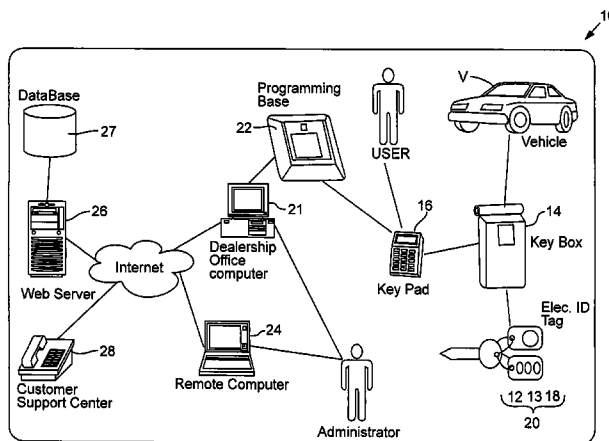 10
DataBase
27
26
Web Server
Internet
28
Customer
Support Center
Programming
Base
22
21
Dealership
Office
computer
24
Remote Computer
Administrator
USER
16
Key Pad
V
Vehicle
14
Key Box
Elec. ID
Tag
12 13 18
20